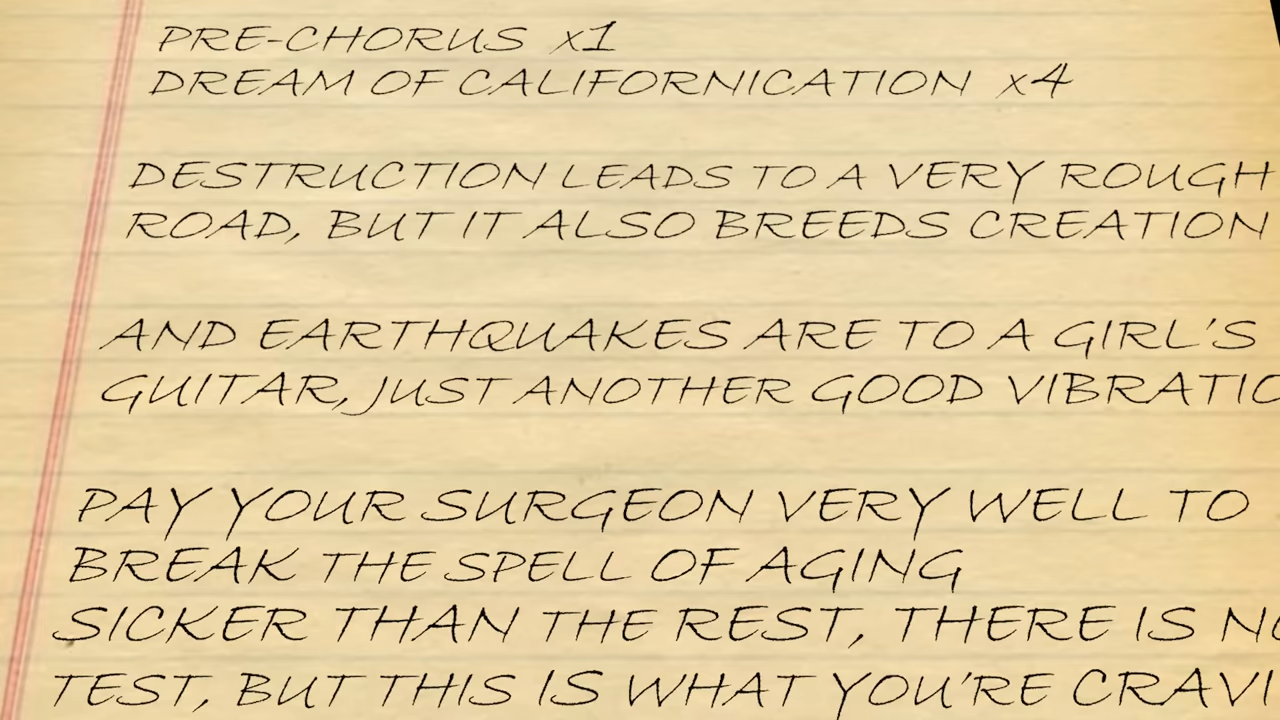 PRE-CHORUS x1
DREAM OF CALIFORNICATION x4
DESTRUCTION LEADS TO A VERY ROUGH
ROAD, BUT IT ALSO BREEDS CREATION
AND EARTHQUAKES ARE TO A GIRL'S
GUITAR, JUST ANOTHER GOOD
PAY YOUR SURGEON VERY WELL TO
BREAK THE SPELL OF AGING
SICKER THAN THE REST, THERE IS
TEST, BUT THIS IS WHAT YOU'RE